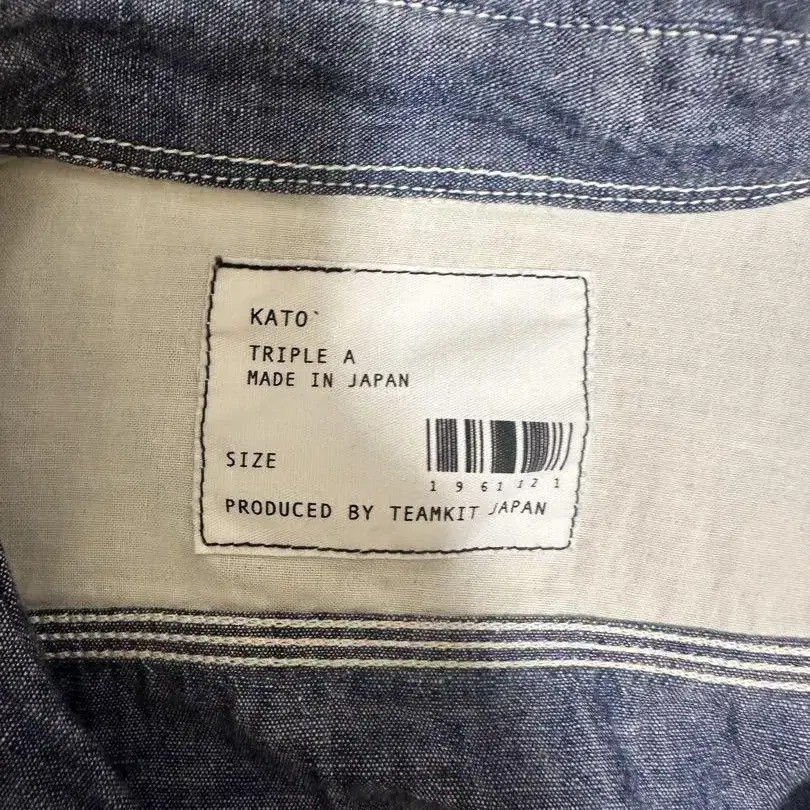 KATO`
TRIPLE A
MADE IN JAPAN
SIZE
1 9 6 1 1 2 1
PRODUCED BY TEAMKIT JAPAN